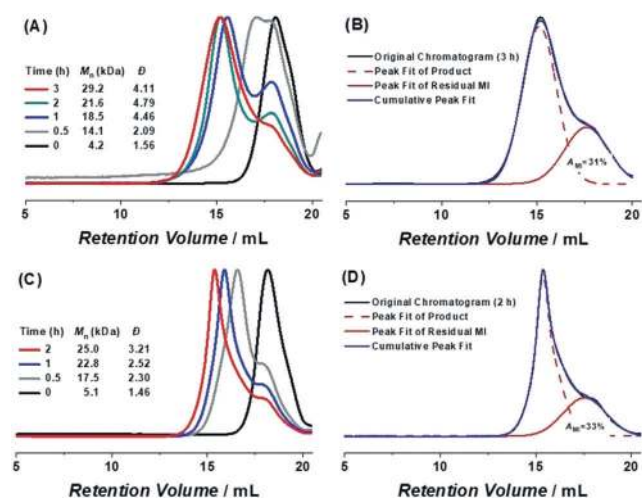 (A)
Time (h) Mn (kDa) Đ
3 29.2 4.11
2 21.6 4.79
1 18.5 4.46
0.5 14.1 2.09
0 4.2 1.56
5 10 15 20
Retention Volume / mL
(B)
Original Chromatogram (3 h)
Peak Fit of Product
Peak Fit of Residual MI
Cumulative Peak Fit
AMI=31%
5 10 15 20
Retention Volume / mL
(C)
Time (h) Mn (kDa) Đ
2 25.0 3.21
1 22.8 2.52
0.5 17.5 2.30
0 5.1 1.46
5 10 15 20
Retention Volume / mL
(D)
Original Chromatogram (2 h)
Peak Fit of Product
Peak Fit of Residual MI
Cumulative Peak Fit
AMI=33%
5 10 15 20
Retention Volume / mL